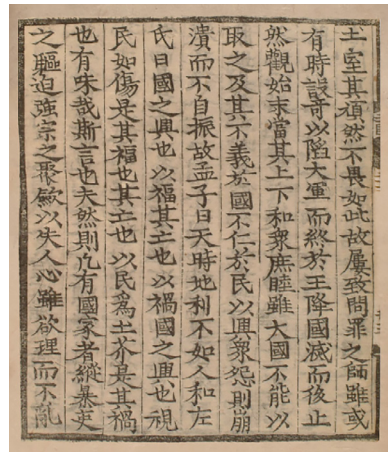 土室其頑然不畏如此故屢致問罪之師雖或
有時設奇以陷大軍而終於王降國滅而後止
然觀始末當其上下和衆庶睦雖大國不能以
取之及其不義於國不仁於民以興衆怨則崩
潰而不自振故孟子曰天時地利不如人和左
氏曰國之興也以福其亡也以禍國之興也視
民如傷是其福也其亡也以民爲土芥是其禍
也有味哉斯言也夫然則凡有國家者縱暴吏
之驅迫強宗之聚歛以失人心雖欲理而不亂